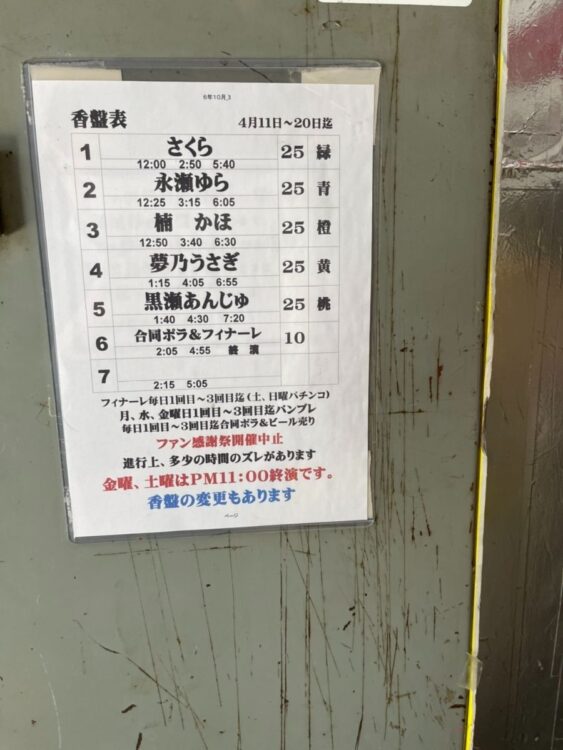 6年10月_3
香盤表 4月11日～20日迄
1 さくら 25 緑
12:00 2:50 5:40
2 永瀬ゆら 25 青
12:25 3:15 6:05
3 楠 かほ 25 橙
12:50 3:40 6:30
4 夢乃うさぎ 25 黄
1:15 4:05 6:55
5 黒瀬あんじゅ 25 桃
1:40 4:30 7:20
6 合同ポラ&フィナーレ 10
2:05 4:55 終演
7
2:15 5:05
フィナーレ毎日1回目～3回目迄(土、日曜パチンコ)
月、水、金曜日1回目～3回目迄パンプレ
毎日1回目～3回目迄合同ポラ&ビール売り
ファン感謝祭開催中止
進行上、多少の時間のズレがあります
金曜、土曜はPM11:00終演です。
香盤の変更もあります
ページ